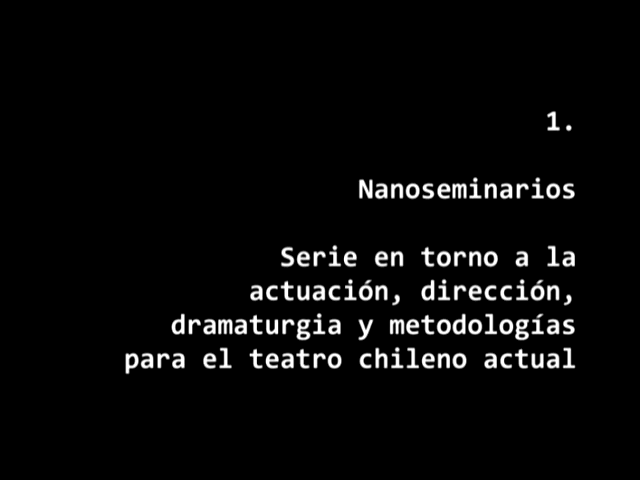 1.
Nanoseminarios
Serie en torno a la
actuación, dirección,
dramaturgia y metodologías
para el teatro chileno actual